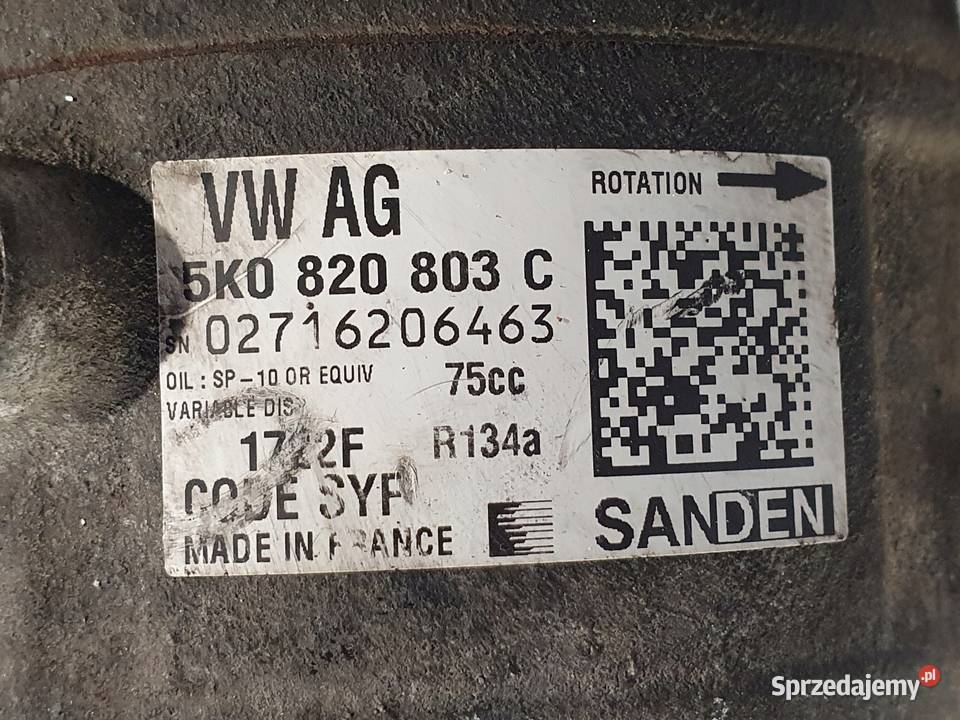 VW AG
ROTATION
5K0 820 803 C
SN 02716206463
OIL : SP-10 OR EQUIV 75cc
VARIABLE DIS
R134a
CODE
MADE IN FRANCE
SANDEN
Sprzedajemy.pl